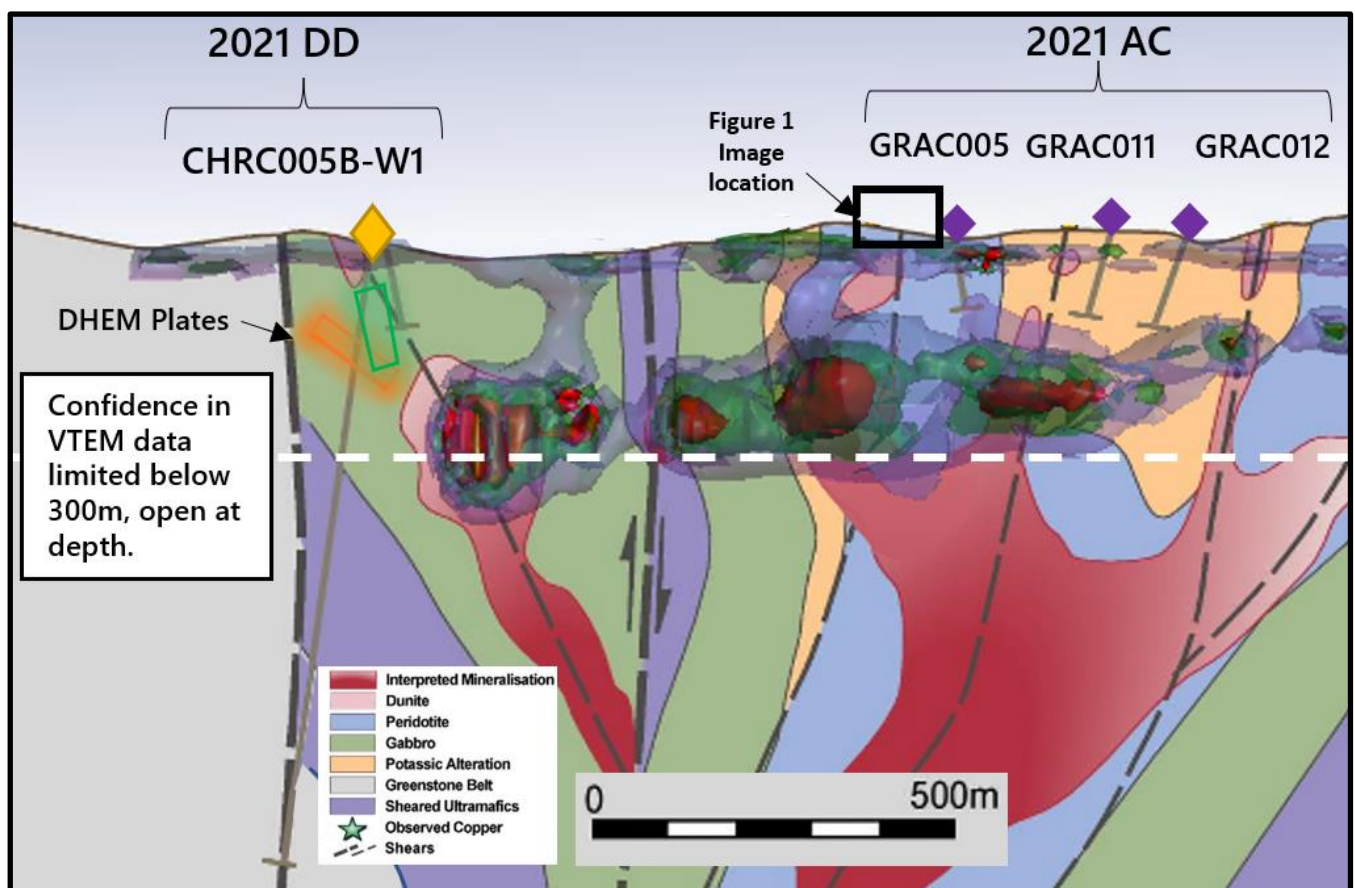 2021 DD
2021 AC
CHRC005B-W1
Figure 1
Image
location
GRAC005
GRAC011
GRAC012
DHEM Plates
Confidence in
VTEM data
limited below
300m, open at
depth.
Interpreted Mineralisation
Dunite
Peridotite
Gabbro
Potassic Alteration
Greenstone Belt
Sheared Ultramafics
Observed Copper
Shears
0
500m